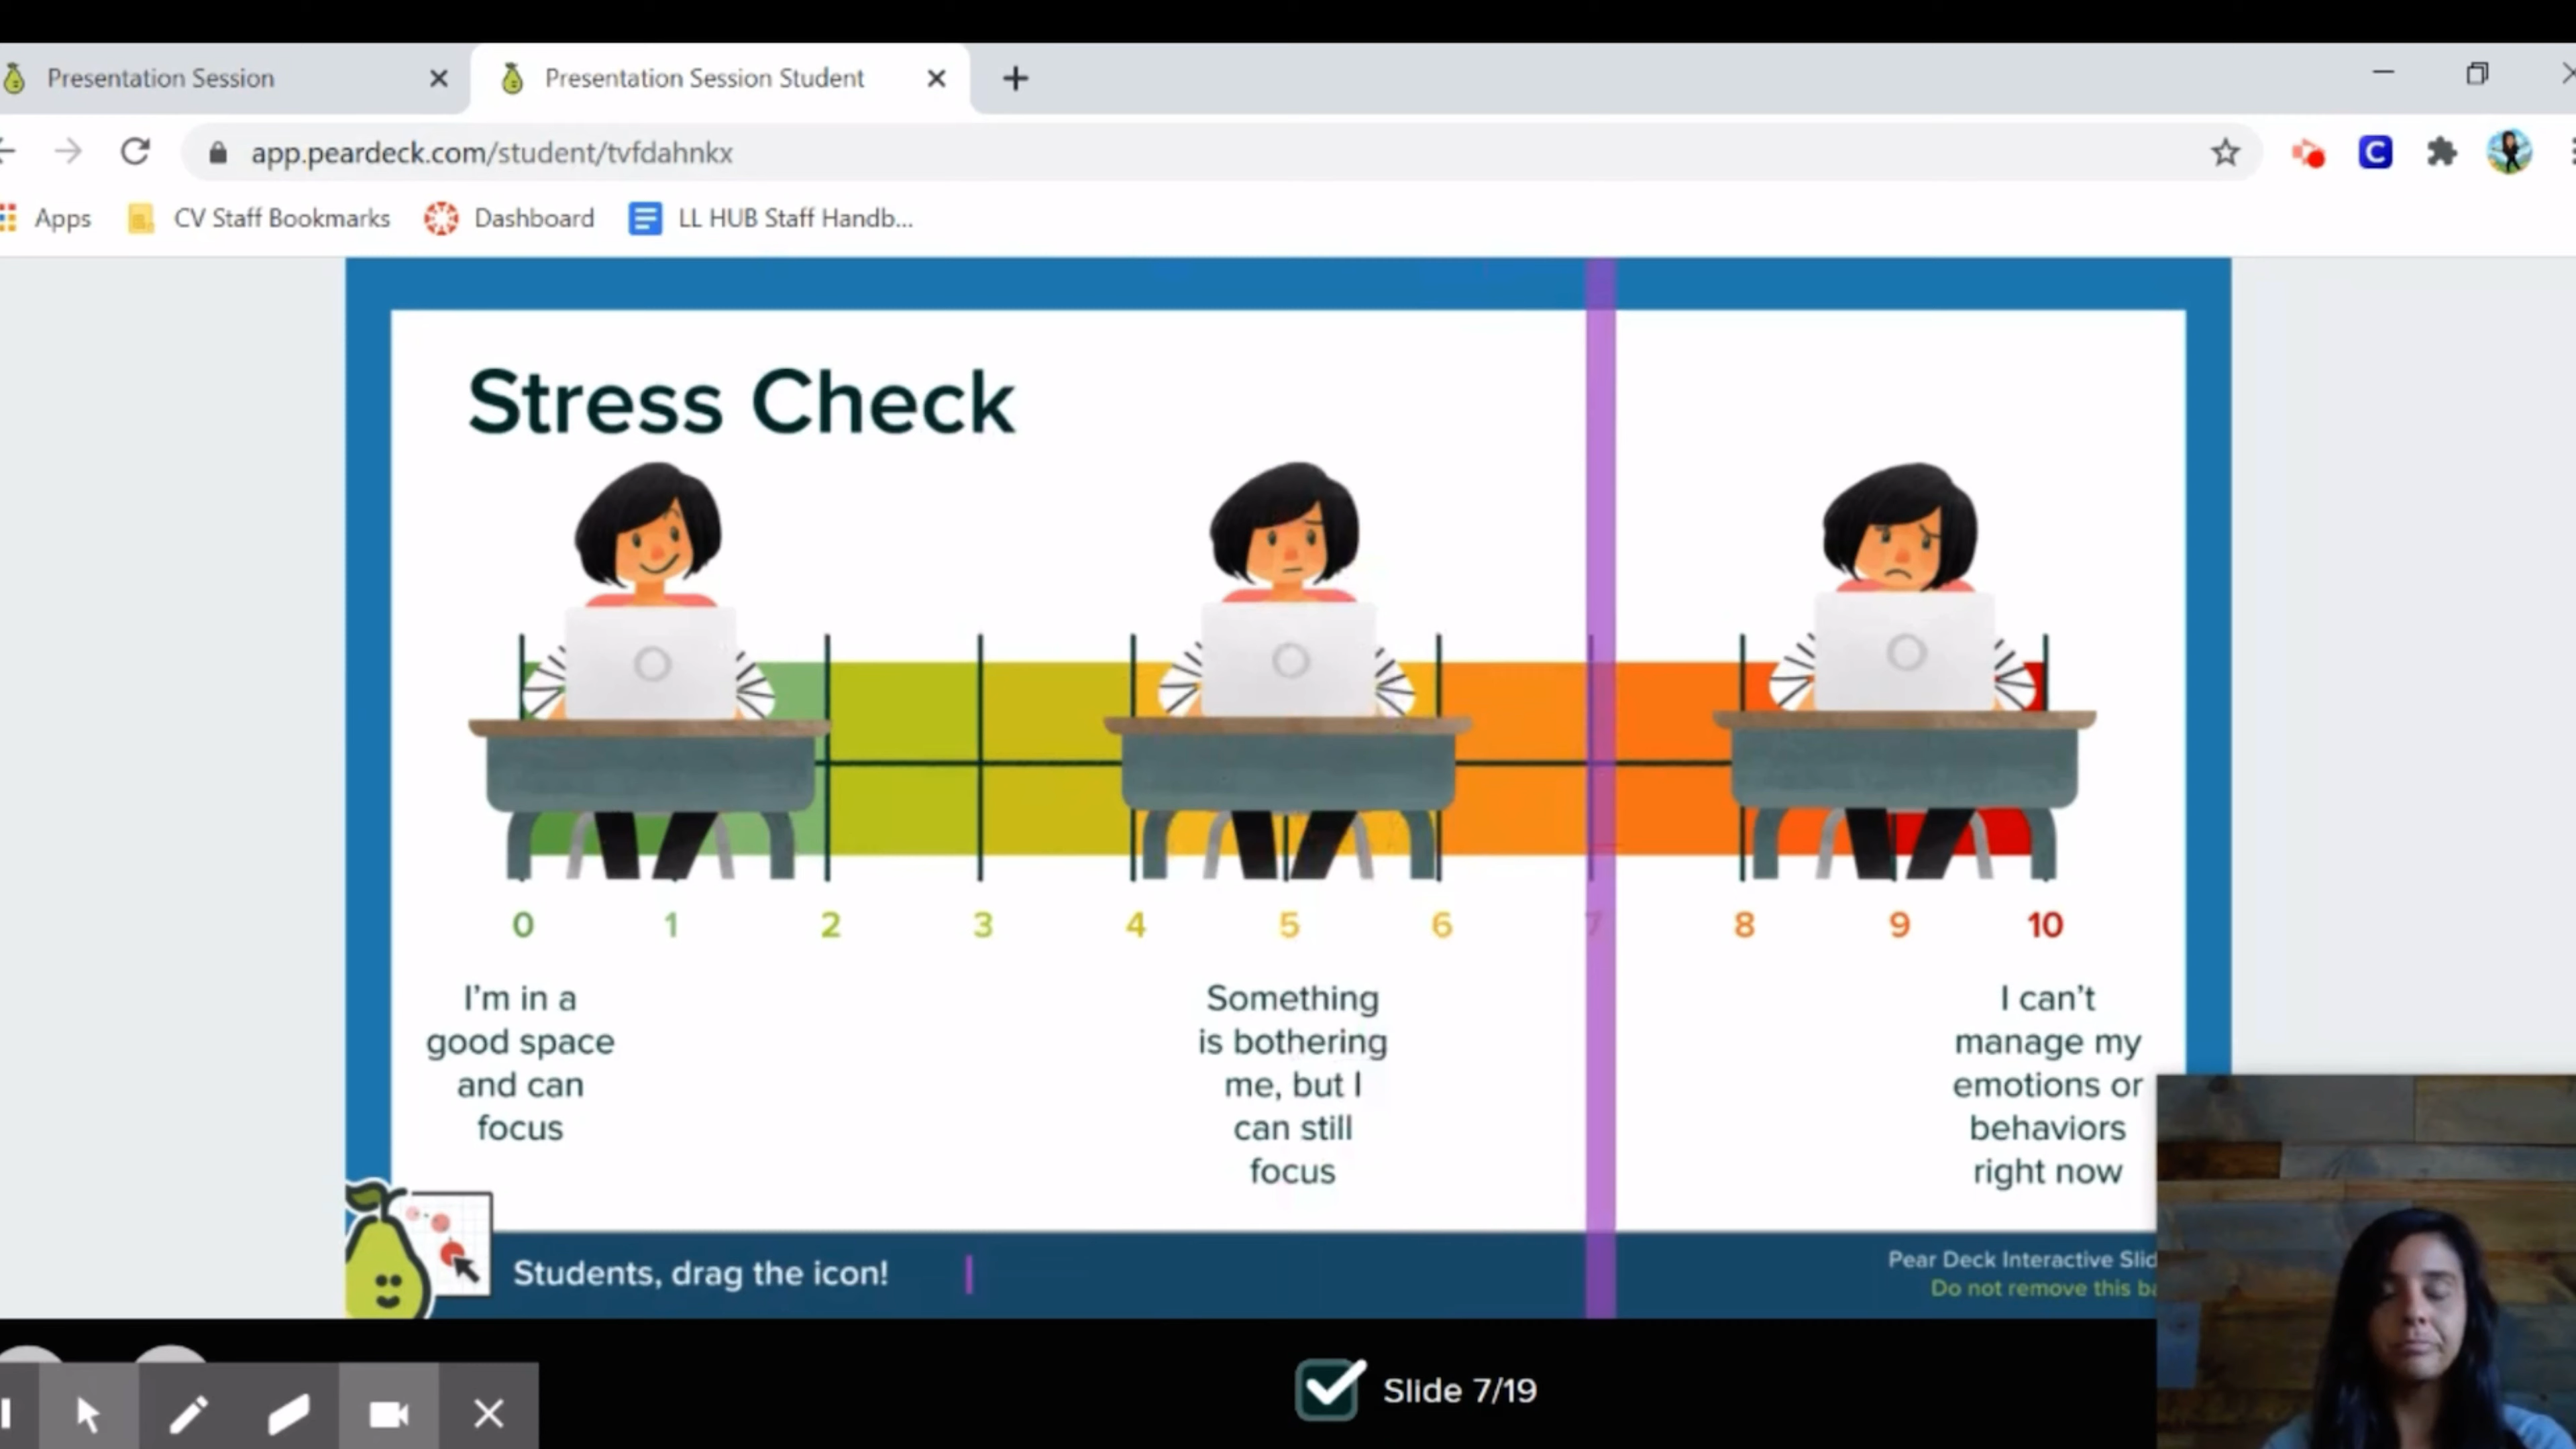 Presentation Session
Presentation Session Student
app.peardeck.com/student/tvfdahnkx
Apps
CV Staff Bookmarks
Dashboard
LL HUB Staff Handb...
C
Stress Check
0 1 2 3 4 5 6 7 8 9 10
I'm in a
good space
and can
focus
Something
is bothering
me, but I
can still
focus
I can't
manage my
emotions or
behaviors
right now
Students, drag the icon!
Pear Deck Interactive
Do not remove this
Slide 7/19